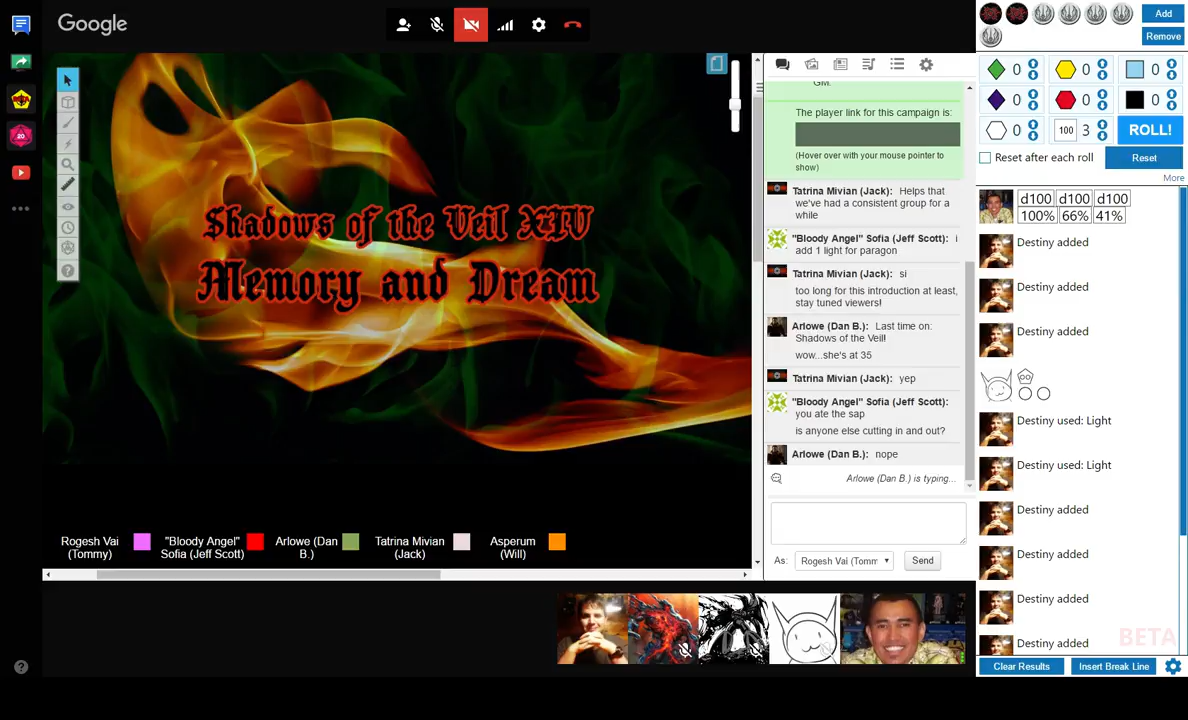 Google
Shadows of the Veil XIV
Memory and Dream
Rogesh Vai
(Tommy)
"Bloody Angel"
Sofia (Jeff Scott)
Arlowe (Dan
B.)
Tatrina Mivian
(Jack)
Asperum
(Will)
GM.
The player link for this campaign is:
(Hover over with your mouse pointer to
show)
Tatrina Mivian (Jack): Helps that
we've had a consistent group for a
while
"Bloody Angel" Sofia (Jeff Scott): i
add 1 light for paragon
Tatrina Mivian (Jack): si
too long for this introduction at least,
stay tuned viewers!
Arlowe (Dan B.): Last time on:
Shadows of the Veil!
wow...she's at 35
Tatrina Mivian (Jack): yep
"Bloody Angel" Sofia (Jeff Scott):
you ate the sap
is anyone else cutting in and out?
Arlowe (Dan B.): nope
Arlowe (Dan B.) is typing...
As: Rogesh Vai (Tomm
Send
Add
Remove
0 0 0
0 0 0
0 100 3 ROLL!
Reset after each roll
Reset
More
d100 d100 d100
100% 66% 41%
Destiny added
Destiny added
Destiny added
Destiny used: Light
Destiny used: Light
Destiny added
Destiny added
Destiny added
Destiny added
BETA
Clear Results
Insert Break Line
20